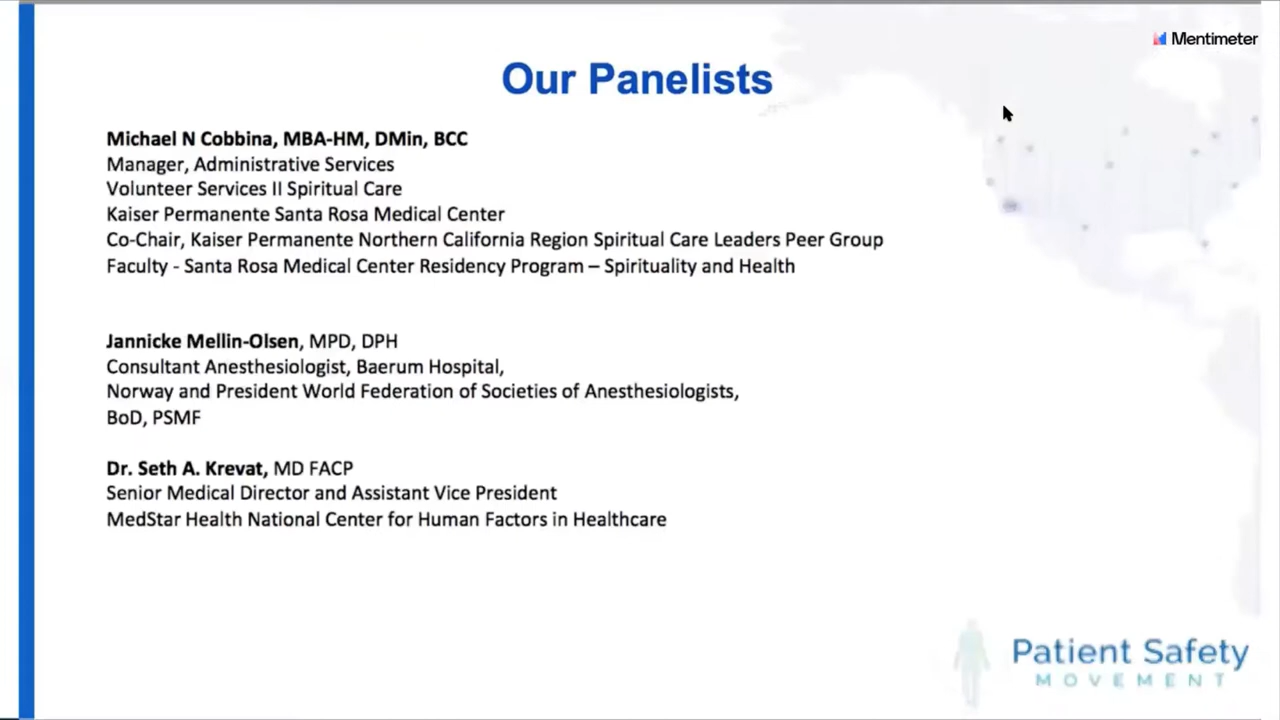 Mentimeter
Our Panelists
Michael N Cobbina, MBA-HM, DMin, BCC
Manager, Administrative Services
Volunteer Services II Spiritual Care
Kaiser Permanente Santa Rosa Medical Center
Co-Chair, Kaiser Permanente Northern California Region Spiritual Care Leaders Peer Group
Faculty - Santa Rosa Medical Center Residency Program – Spirituality and Health
Jannicke Mellin-Olsen, MPD, DPH
Consultant Anesthesiologist, Baerum Hospital,
Norway and President World Federation of Societies of Anesthesiologists,
BoD, PSMF
Dr. Seth A. Krevat, MD FACP
Senior Medical Director and Assistant Vice President
MedStar Health National Center for Human Factors in Healthcare
Patient Safety
MOVEMENT